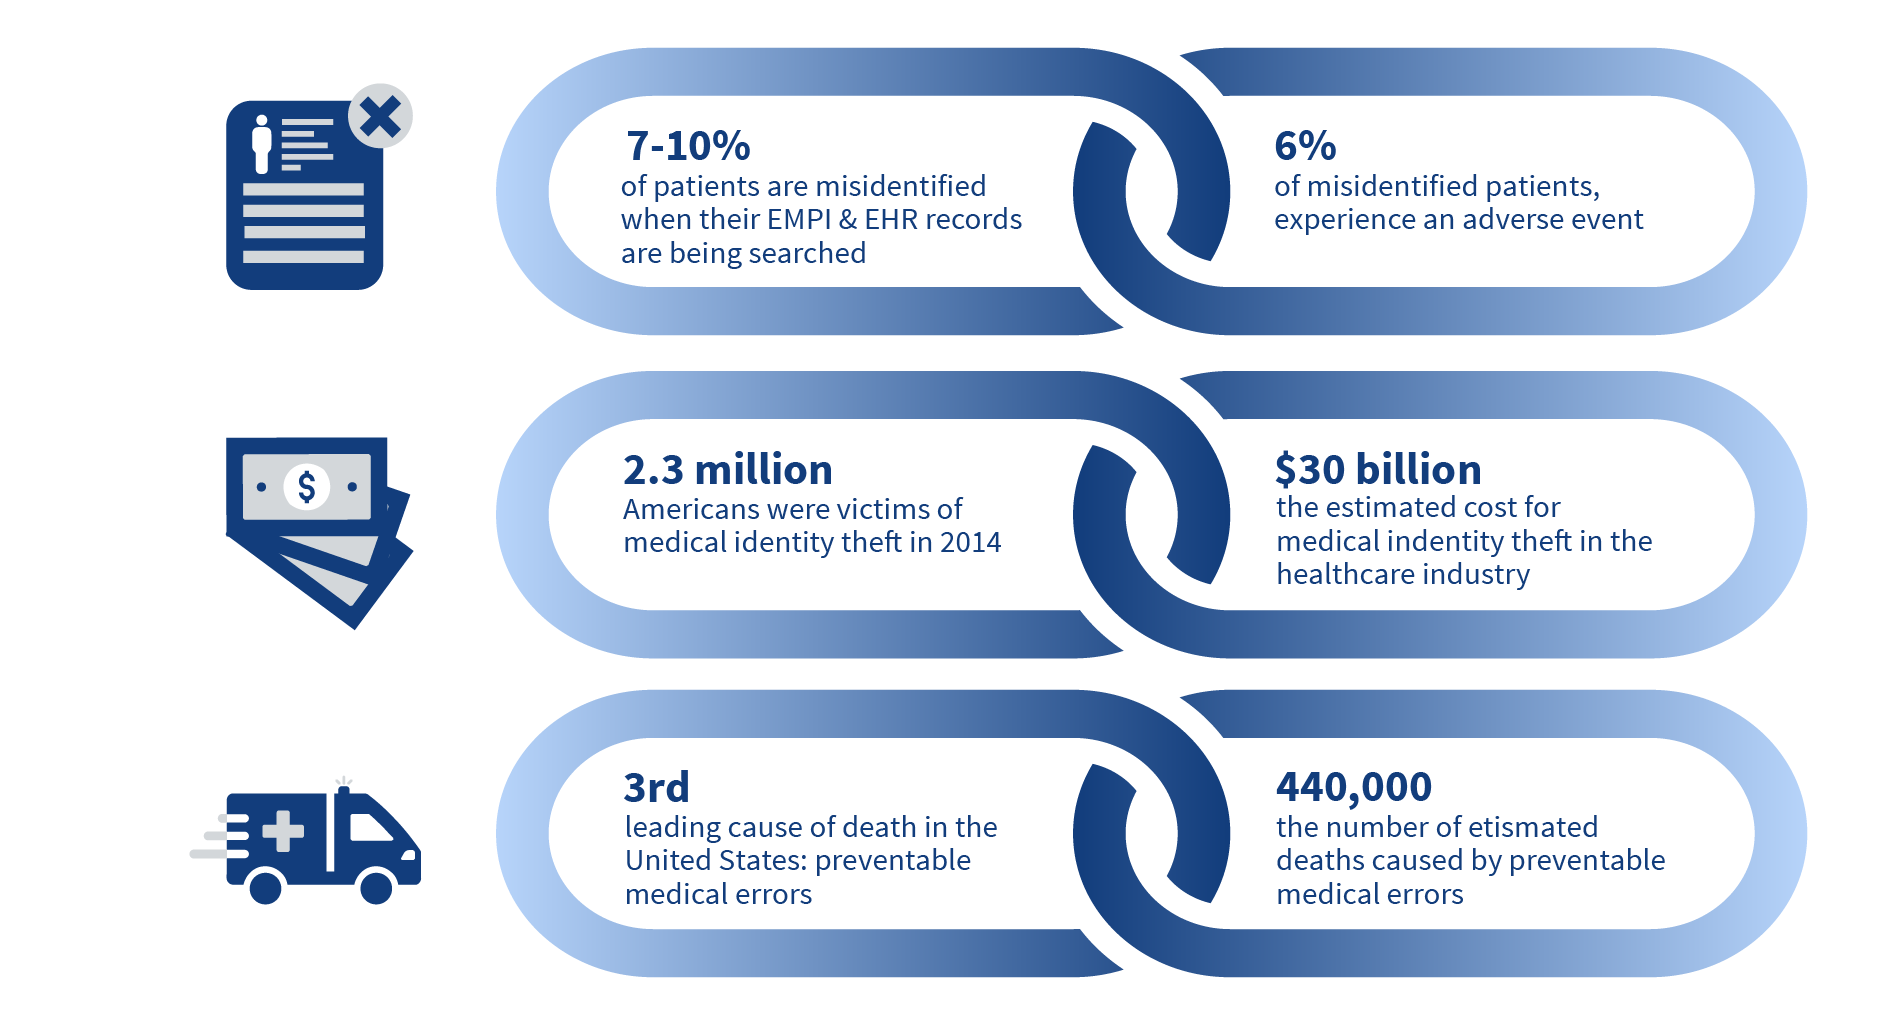 7-10%
of patients are misidentified
when their EMPI & EHR records
are being searched
6%
of misidentified patients,
experience an adverse event
$
2.3 million
Americans were victims of
medical identity theft in 2014
$30 billion
the estimated cost for
medical indentity theft in the
healthcare industry
3rd
leading cause of death in the
United States: preventable
medical errors
440,000
the number of etismated
deaths caused by preventable
medical errors